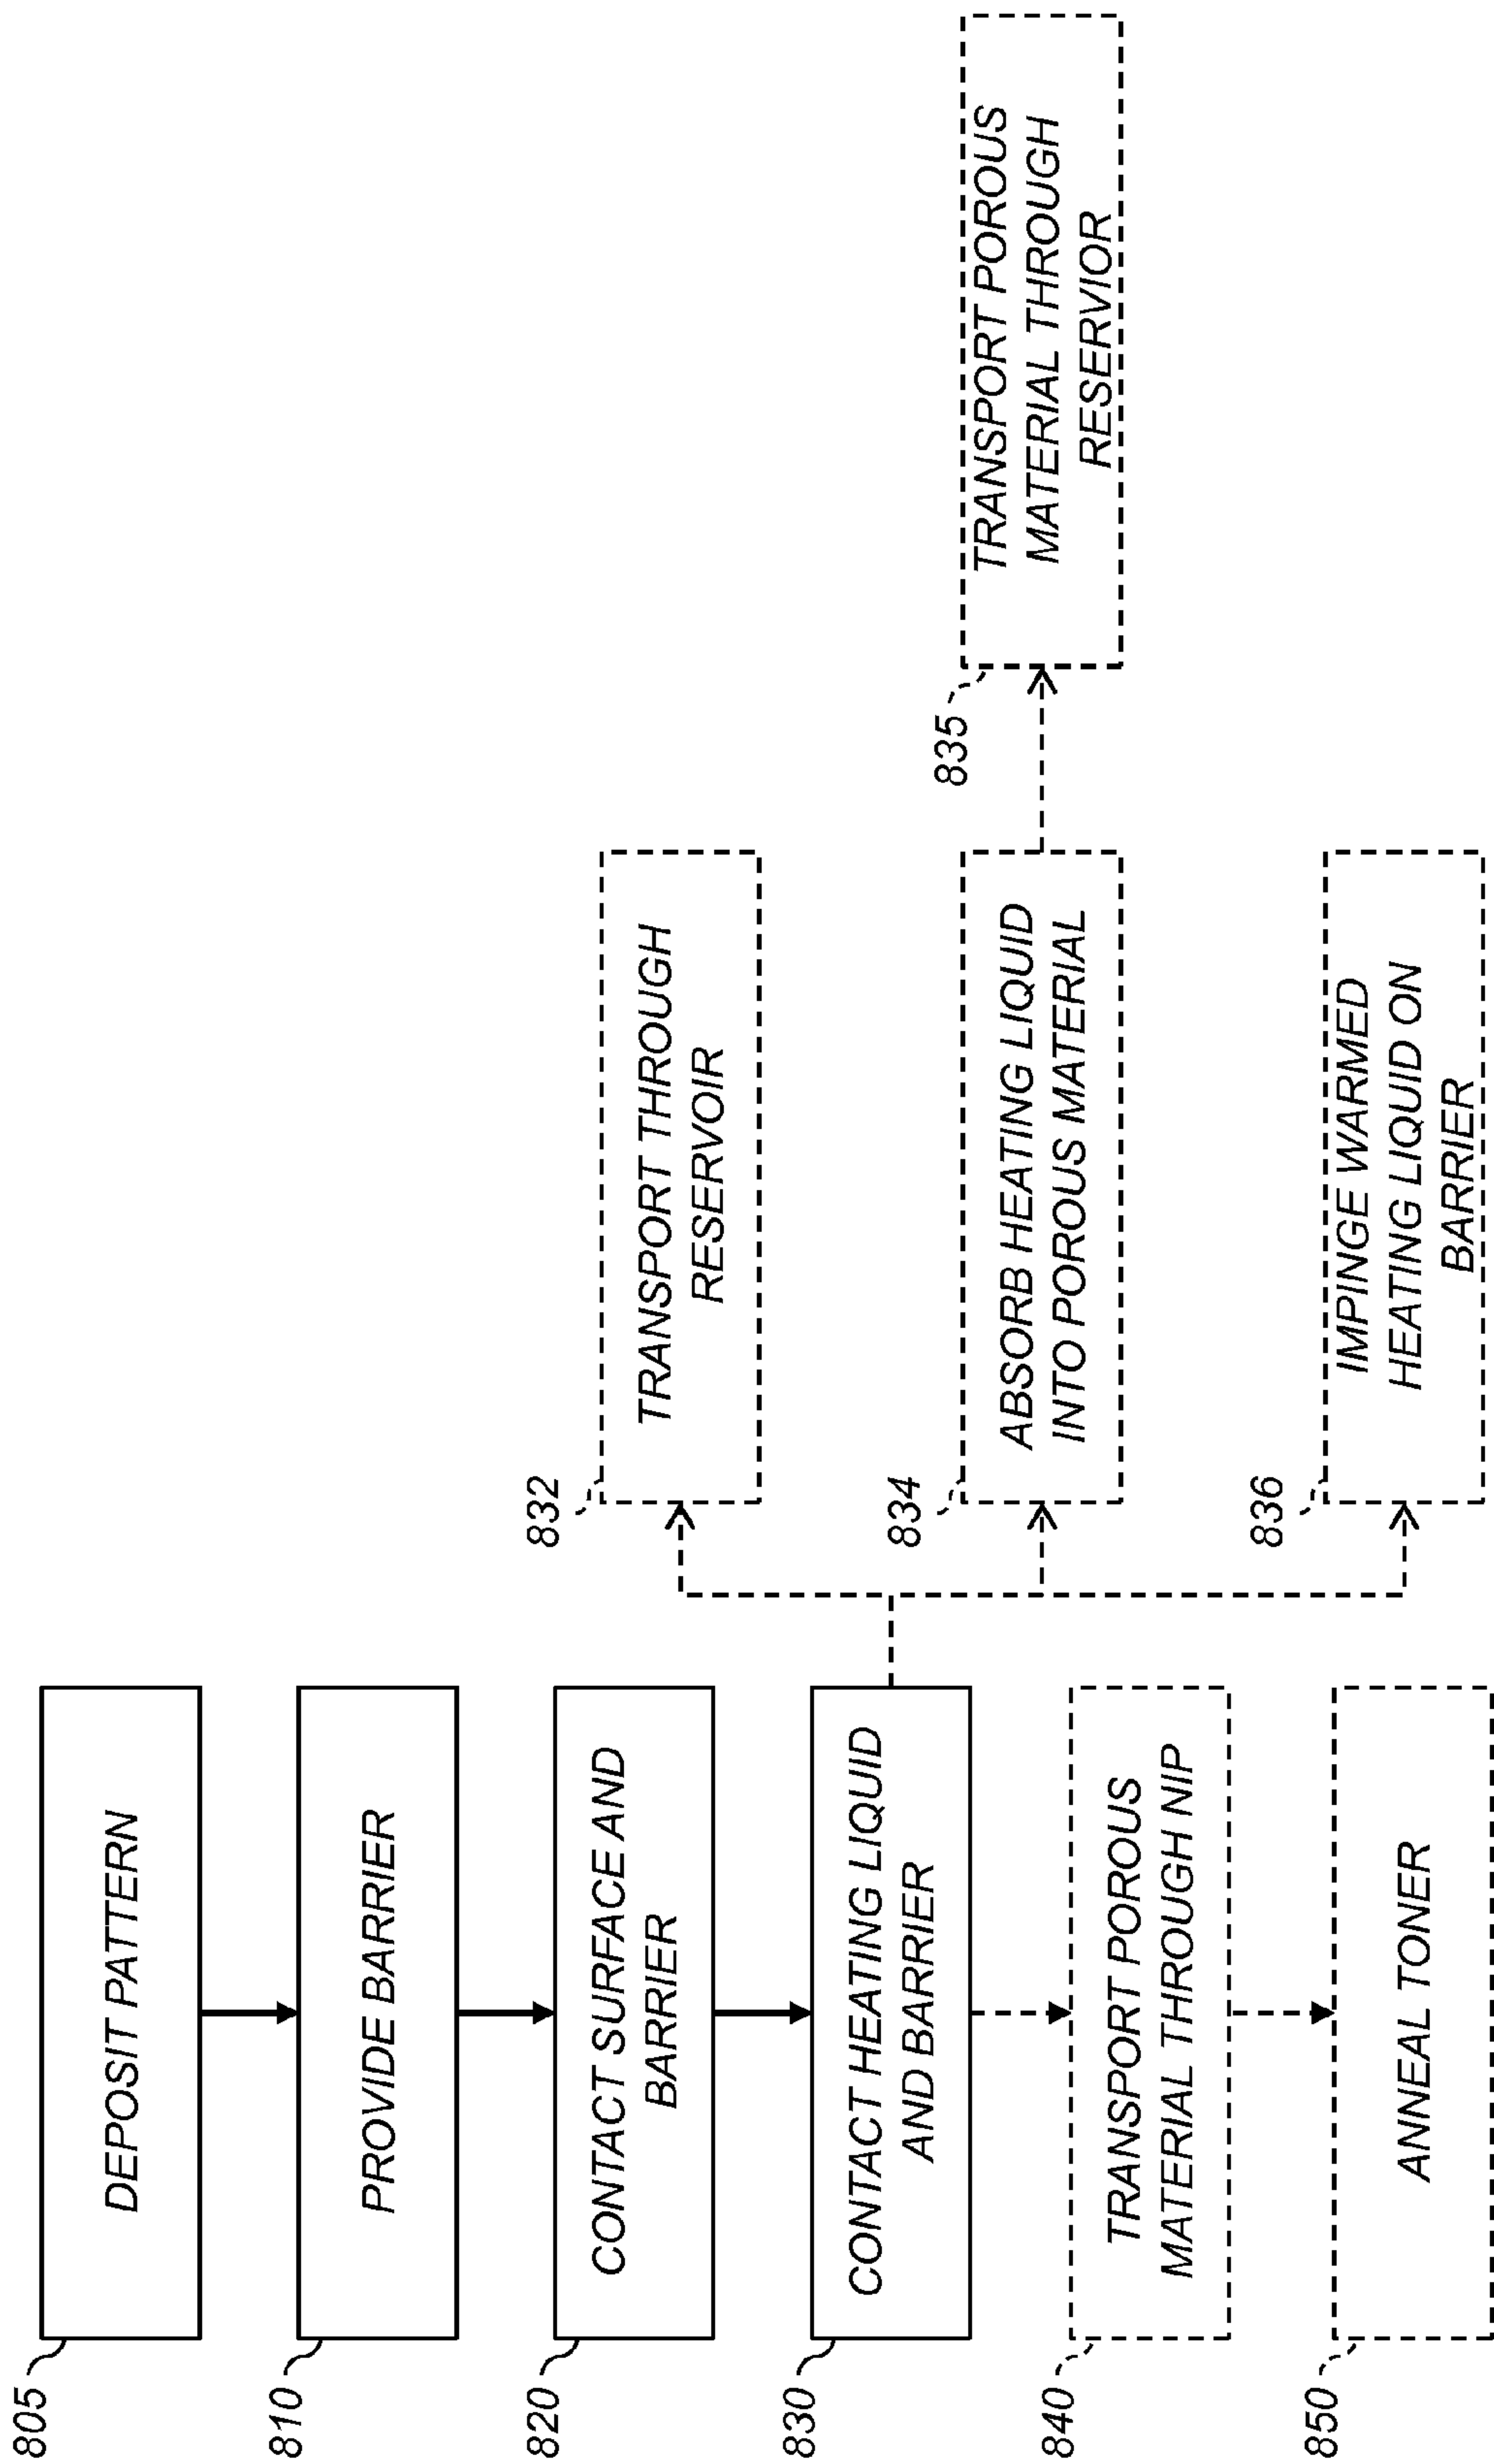 805
DEPOSIT PATTERN
810
PROVIDE BARRIER
820
CONTACT SURFACE AND
BARRIER
830
CONTACT HEATING LIQUID
AND BARRIER
832
TRANSPORT THROUGH
RESERVOIR
834
ABSORB HEATING LIQUID
INTO POROUS MATERIAL
835
TRANSPORT POROUS
MATERIAL THROUGH
RESERVIOR
836
IMPINGE WARMED
HEATING LIQUID ON
BARRIER
840
TRANSPORT POROUS
MATERIAL THROUGH NIP
850
ANNEAL TONER